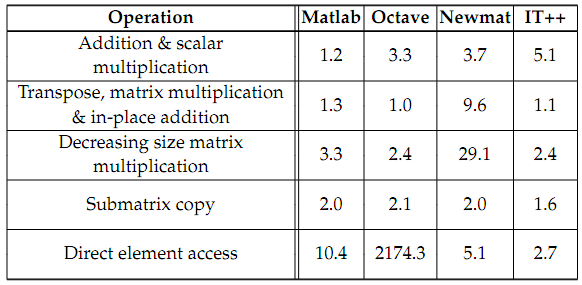 Operation Matlab Octave Newmat IT++
Addition & scalar
multiplication 1.2 3.3 3.7 5.1
Transpose, matrix multiplication
& in-place addition 1.3 1.0 9.6 1.1
Decreasing size matrix
multiplication 3.3 2.4 29.1 2.4
Submatrix copy 2.0 2.1 2.0 1.6
Direct element access 10.4 2174.3 5.1 2.7